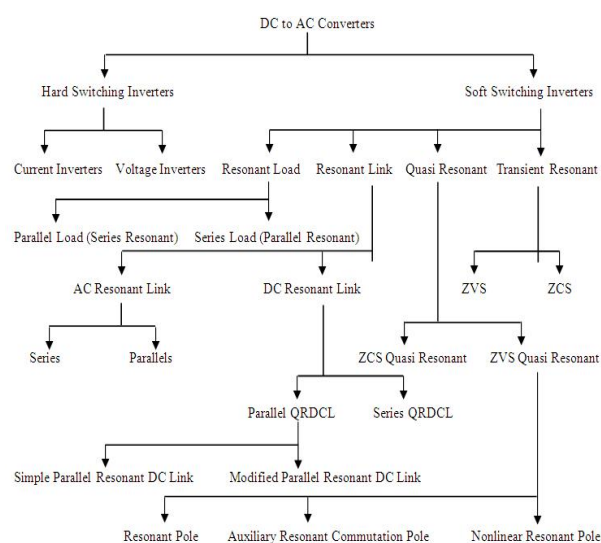 DC to AC Converters
Hard Switching Inverters Soft Switching Inverters
Current Inverters Voltage Inverters Resonant Load Resonant Link Quasi Resonant Transient Resonant
Parallel Load (Series Resonant) Series Load (Parallel Resonant)
AC Resonant Link DC Resonant Link ZVS ZCS
Series Parallels ZCS Quasi Resonant ZVS Quasi Resonant
Parallel QRDCL Series QRDCL
Simple Parallel Resonant DC Link Modified Parallel Resonant DC Link
Resonant Pole Auxiliary Resonant Commutation Pole Nonlinear Resonant Pole